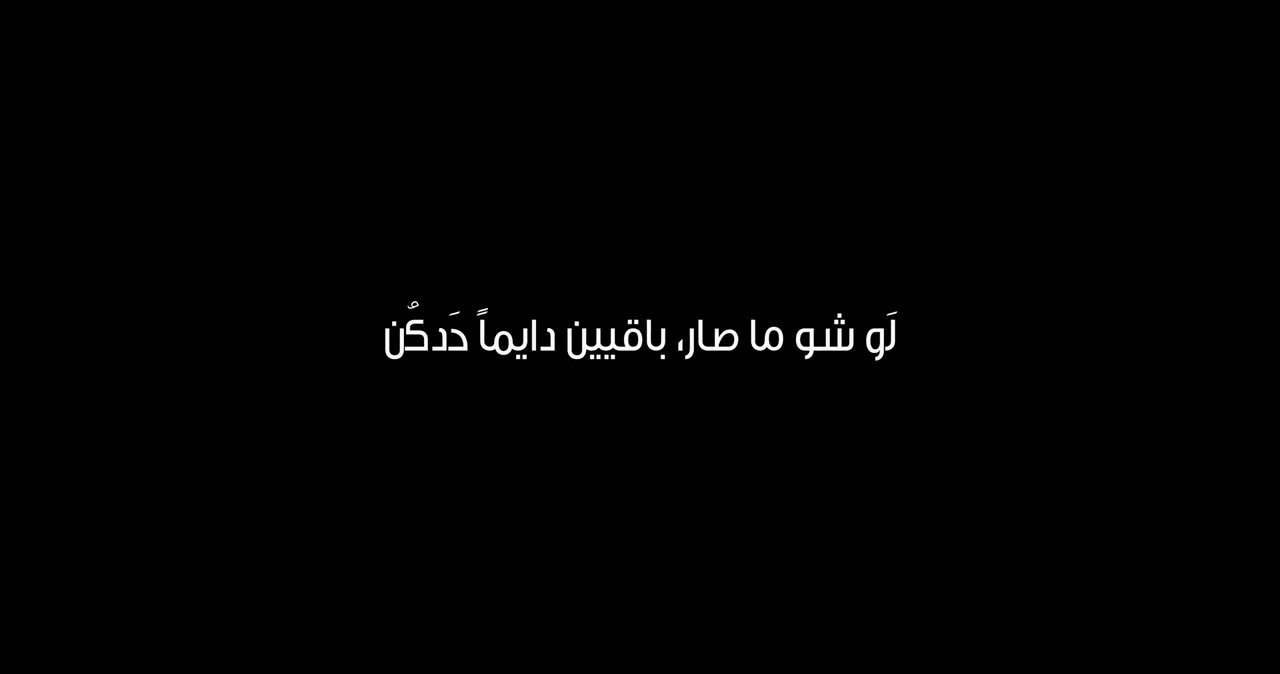 لَو شو ما صار، باقيين دايماً حَدكُن